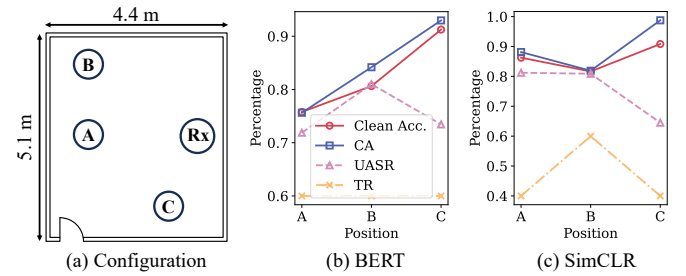 4.4 m
5.1 m
B
A
Rx
C
(a) Configuration
Percentage
0.9
0.8
0.7
0.6
Clean Acc.
CA
UASR
TR
A B C
Position
(b) BERT
Percentage
1.0
0.9
0.8
0.7
0.6
0.5
0.4
A B C
Position
(c) SimCLR